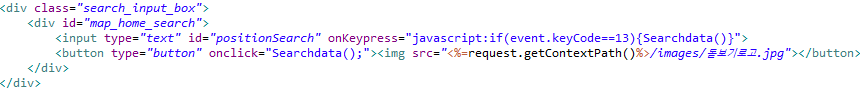 <div class="search_input_box">
<div id="map_home_search">
<input type="text" id="positionSearch" onKeypress="javascript:if(event.keyCode==13){Searchdata()}">
<button type="button" onclick="Searchdata();"><img src="<%=request.getContextPath()%>/images/돋보기로고.jpg"></button>
</div>
</div>